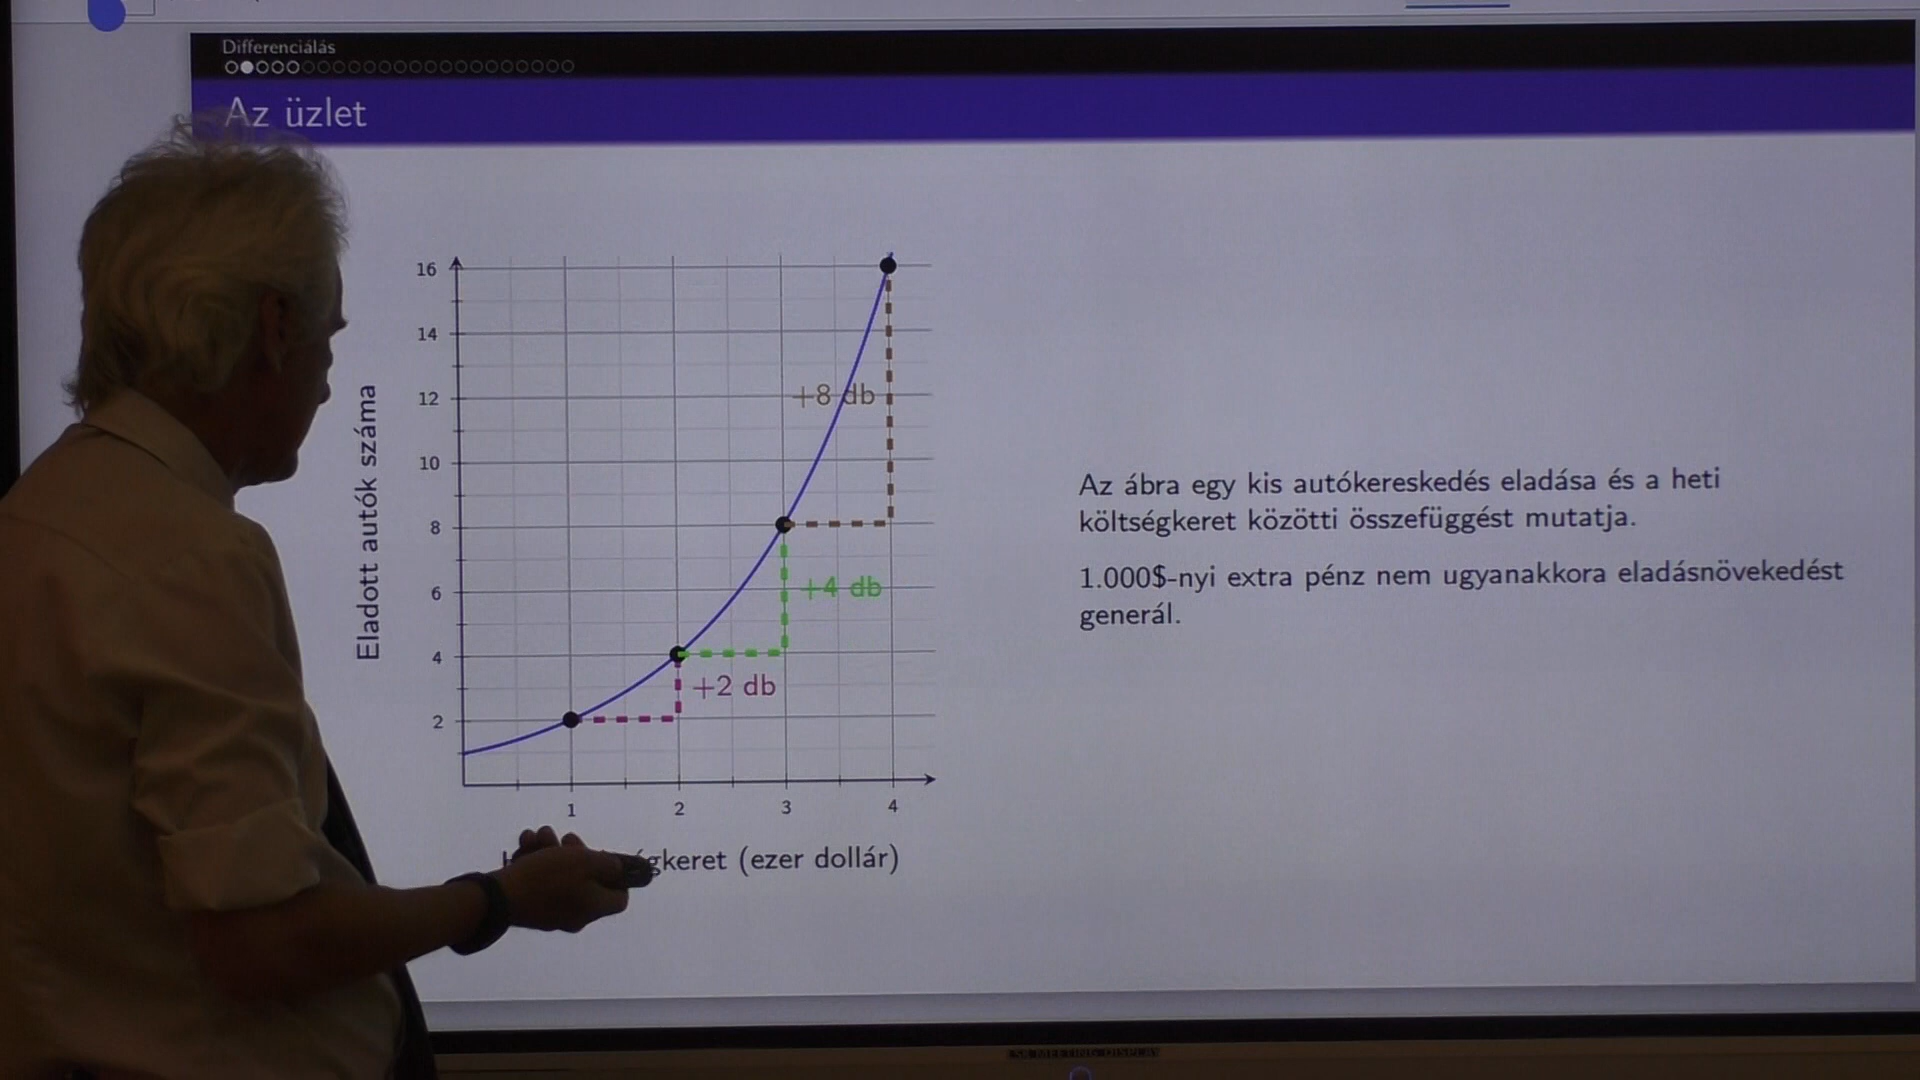 Differenciálás
Az üzlet
16
14
12
10
8
6
4
2
Eladott autók száma
+8 db
+4 db
+2 db
1 2 3 4
gkeret (ezer dollár)
Az ábra egy kis autókereskedés eladása és a heti
költségkeret közötti összefüggést mutatja.
1.000$-nyi extra pénz nem ugyanakkora eladásnövekedést
generál.
MEETING DISPLAY